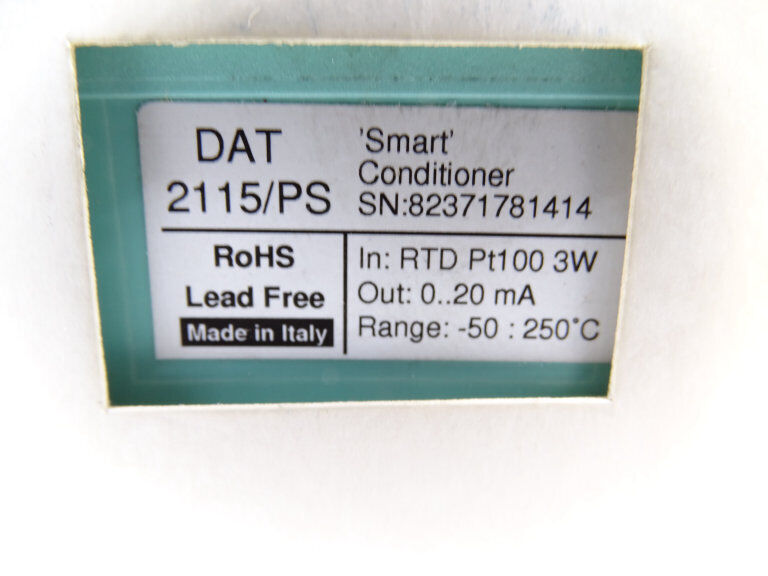 DAT
2115/PS
'Smart'
Conditioner
SN:82371781414
RoHS
Lead Free
Made in Italy
In: RTD Pt100 3W
Out: 0..20 mA
Range: -50 : 250°C